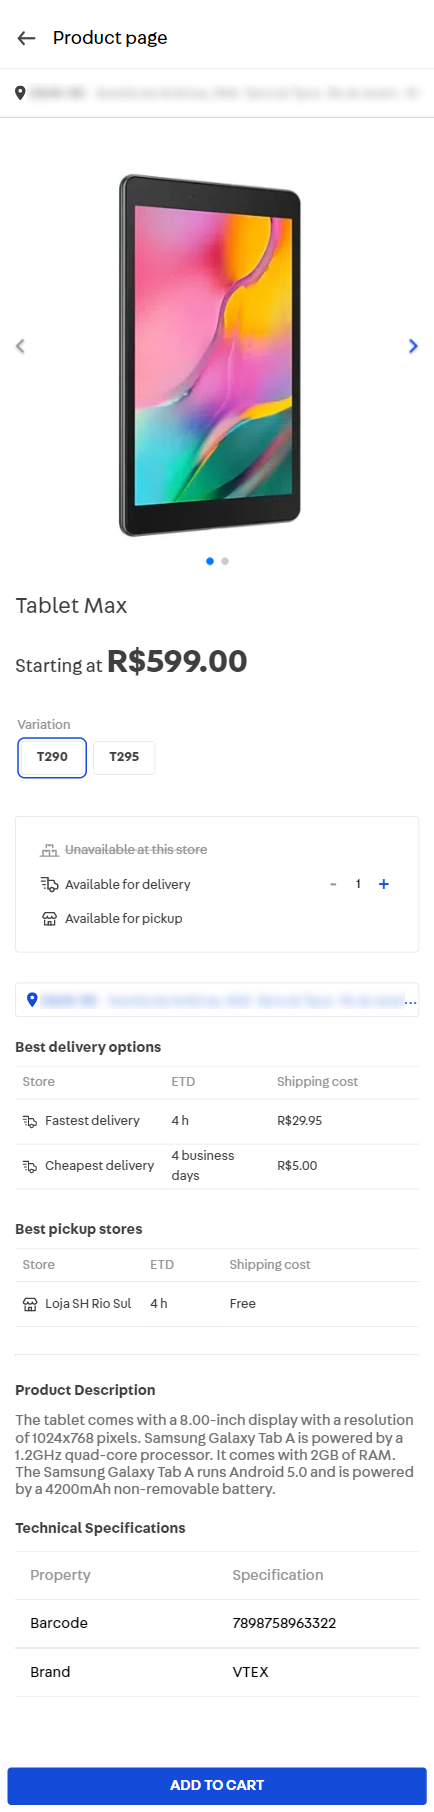 Product page
Tablet Max
Starting at R$599.00
Variation
T290 T295
Unavailable at this store
Available for delivery - 1 +
Available for pickup
...
Best delivery options
Store ETD Shipping cost
Fastest delivery 4 h R$29.95
Cheapest delivery 4 business days R$5.00
Best pickup stores
Store ETD Shipping cost
Loja SH Rio Sul 4 h Free
Product Description
The tablet comes with a 8.00-inch display with a resolution
of 1024x768 pixels. Samsung Galaxy Tab A is powered by a
1.2GHz quad-core processor. It comes with 2GB of RAM.
The Samsung Galaxy Tab A runs Android 5.0 and is powered
by a 4200mAh non-removable battery.
Technical Specifications
Property Specification
Barcode 7898758963322
Brand VTEX
ADD TO CART